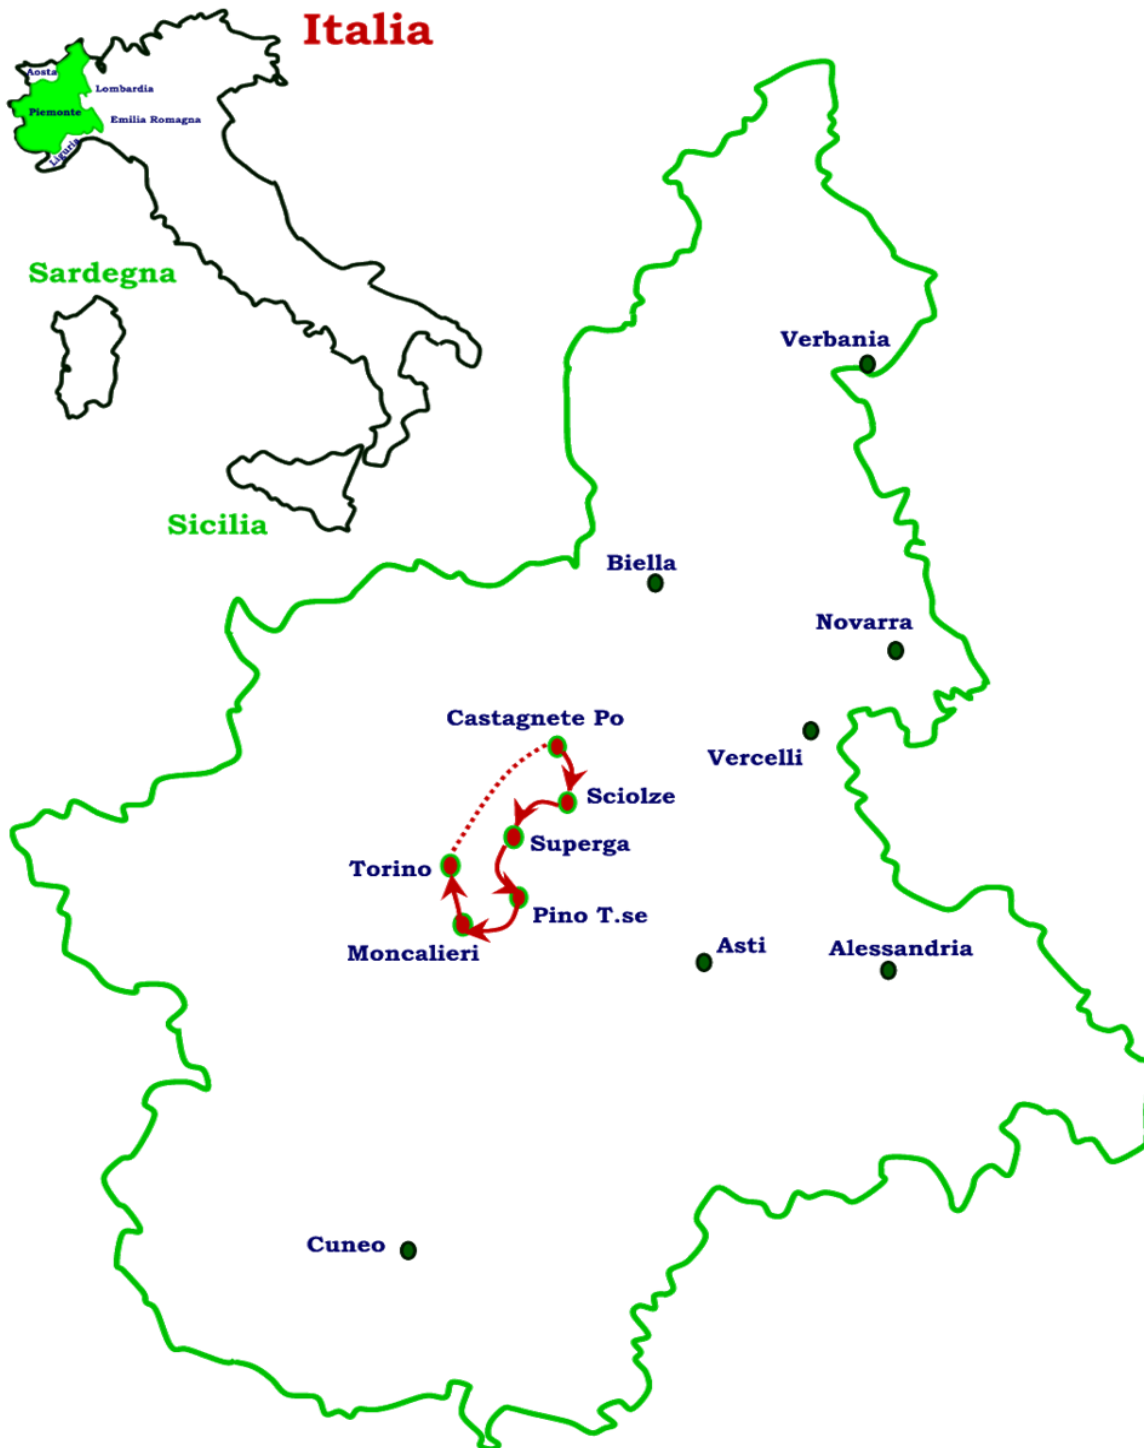 Italia
Aosta
Lombardia
Piemonte
Emilia Romagna
Liguria
Sardegna
Sicilia
Verbania
Biella
Novarra
Castagnete Po
Vercelli
Sciolze
Superga
Torino
Pino T.se
Moncalieri
Asti
Alessandria
Cuneo